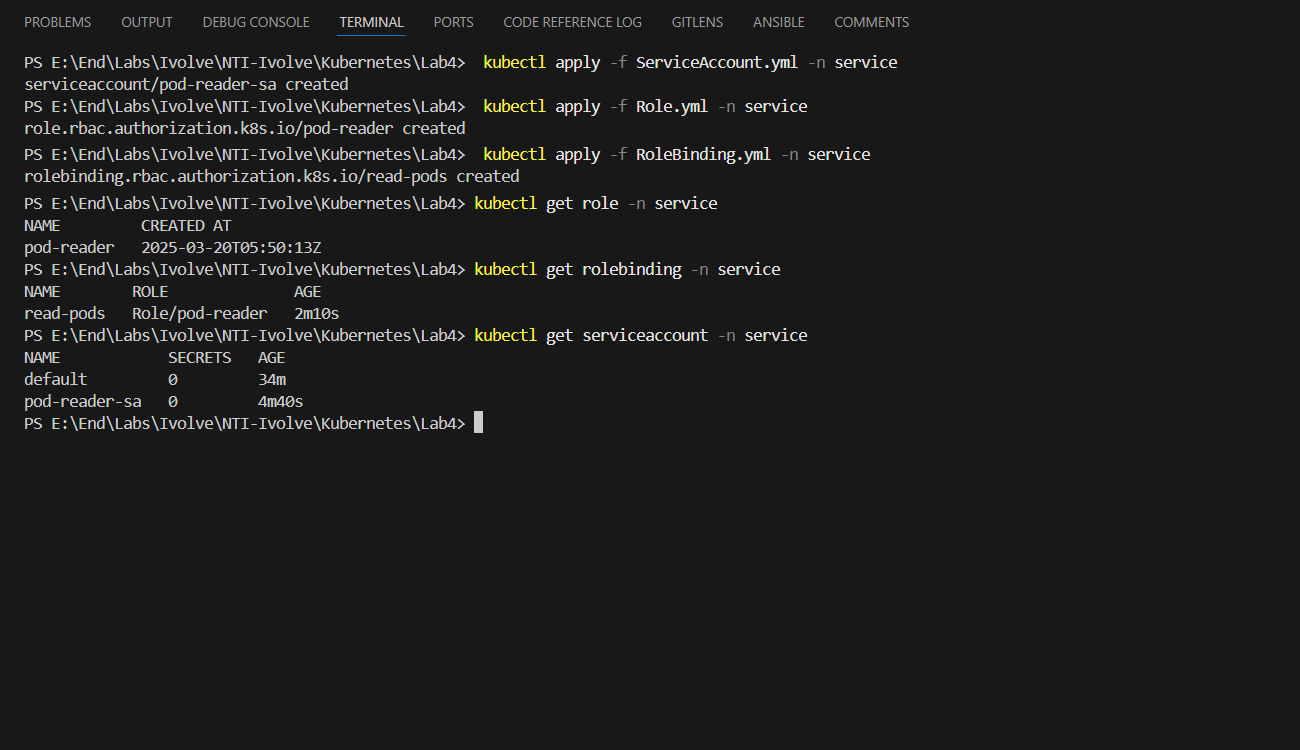 PROBLEMS OUTPUT DEBUG CONSOLE TERMINAL PORTS CODE REFERENCE LOG GITLENS ANSIBLE COMMENTS
PS E:\End\Labs\Ivolve\NTI-Ivolve\Kubernetes\Lab4>  kubectl apply -f ServiceAccount.yml -n service
serviceaccount/pod-reader-sa created
PS E:\End\Labs\Ivolve\NTI-Ivolve\Kubernetes\Lab4>  kubectl apply -f Role.yml -n service
role.rbac.authorization.k8s.io/pod-reader created
PS E:\End\Labs\Ivolve\NTI-Ivolve\Kubernetes\Lab4>  kubectl apply -f RoleBinding.yml -n service
rolebinding.rbac.authorization.k8s.io/read-pods created
PS E:\End\Labs\Ivolve\NTI-Ivolve\Kubernetes\Lab4> kubectl get role -n service
NAME         CREATED AT
pod-reader   2025-03-20T05:50:13Z
PS E:\End\Labs\Ivolve\NTI-Ivolve\Kubernetes\Lab4> kubectl get rolebinding -n service
NAME        ROLE              AGE
read-pods   Role/pod-reader   2m10s
PS E:\End\Labs\Ivolve\NTI-Ivolve\Kubernetes\Lab4> kubectl get serviceaccount -n service
NAME            SECRETS   AGE
default         0         34m
pod-reader-sa   0         4m40s
PS E:\End\Labs\Ivolve\NTI-Ivolve\Kubernetes\Lab4>